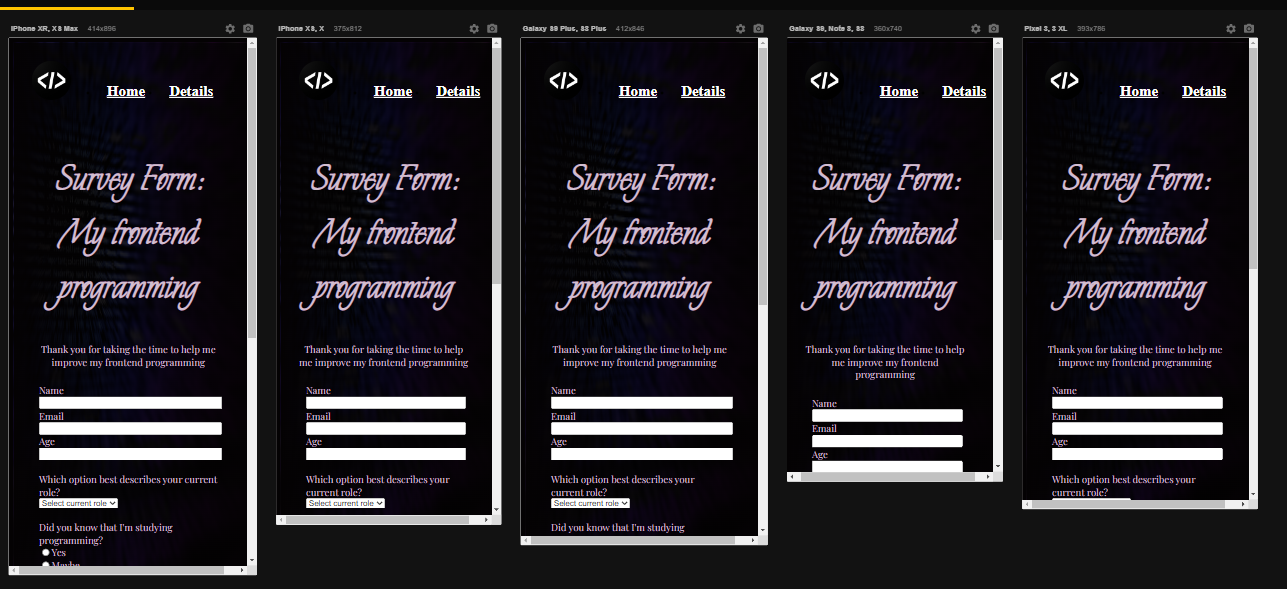 iPhone XR, XS Max 414x896
</>
Home Details
Survey Form:
My frontend
programming
Thank you for taking the time to help me
improve my frontend programming
Name
Email
Age
Which option best describes your current
role?
Select current role
Did you know that I'm studying
programming?
Yes
Maybe
iPhone XS, X 375x812
</>
Home Details
Survey Form:
My frontend
programming
Thank you for taking the time to help
me improve my frontend programming
Name
Email
Age
Which option best describes your
current role?
Select current role
Galaxy S9 Plus, S8 Plus 412x846
</>
Home Details
Survey Form:
My frontend
programming
Thank you for taking the time to help me
improve my frontend programming
Name
Email
Age
Which option best describes your
current role?
Select current role
Did you know that I'm studying
Galaxy S9, Note 8, S8 360x740
</>
Home Details
Survey Form:
My frontend
programming
Thank you for taking the time to help
me improve my frontend
programming
Name
Email
Age
Pixel 3, 3 XL 393x786
</>
Home Details
Survey Form:
My frontend
programming
Thank you for taking the time to help me
improve my frontend programming
Name
Email
Age
Which option best describes your
current role?